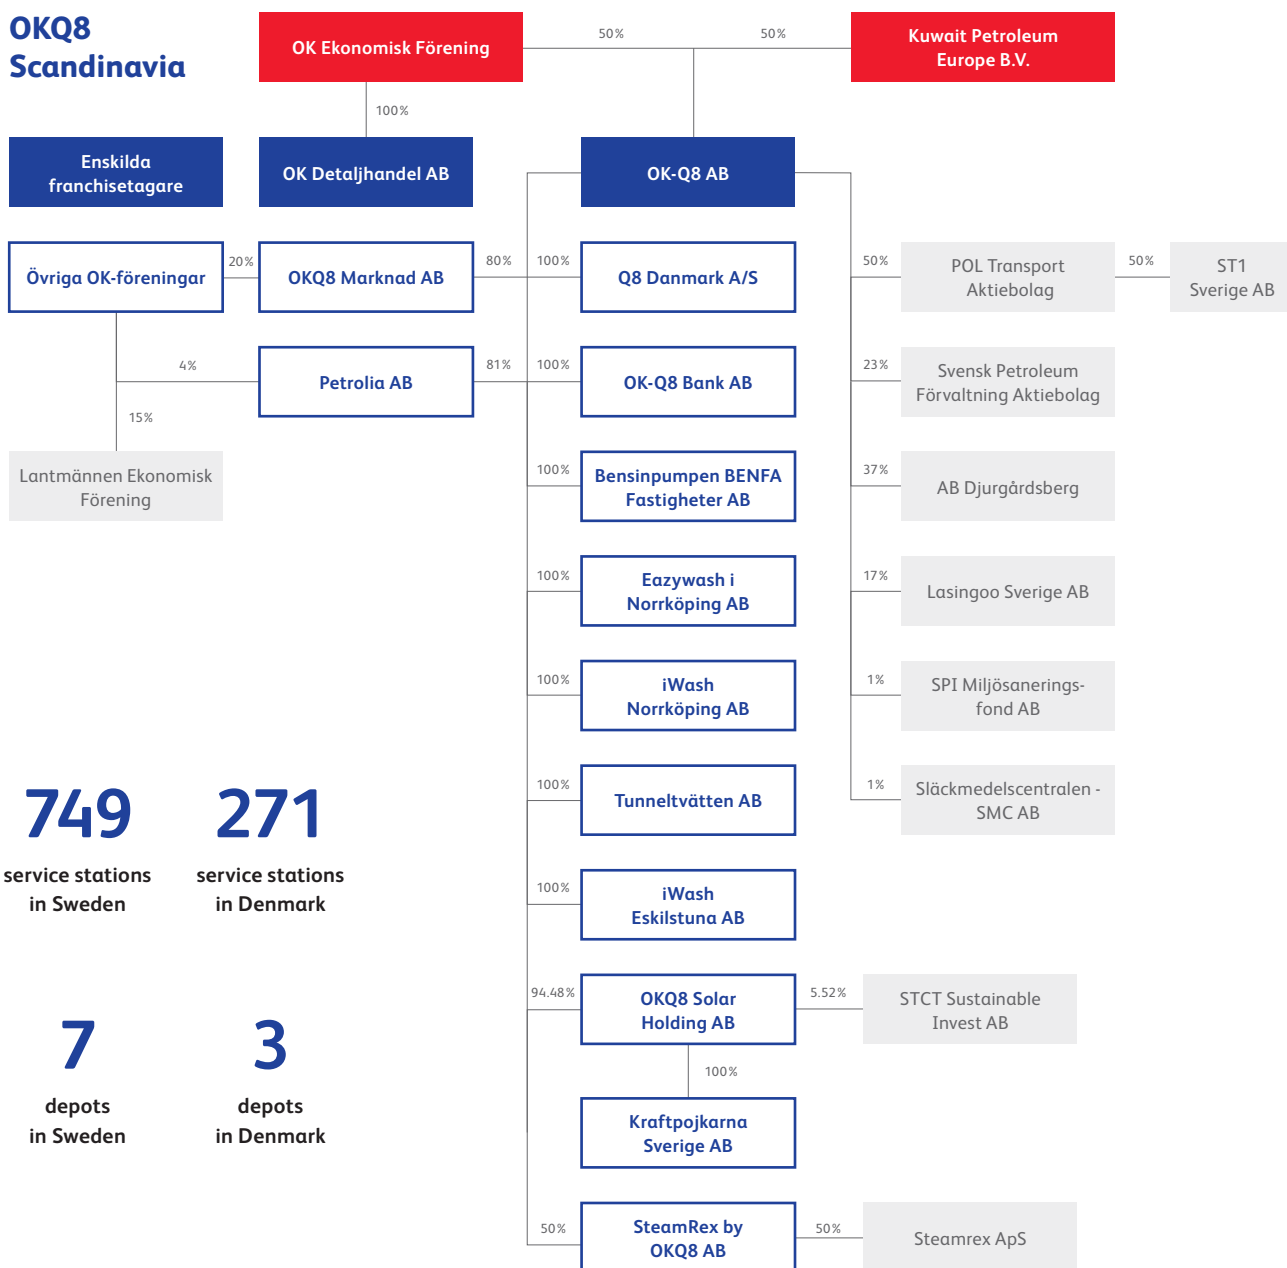 OKQ8
Scandinavia
OK Ekonomisk Förening
50%
50%
Kuwait Petroleum
Europe B.V.
100%
Enskilda
franchisetagare
OK Detaljhandel AB
OK-Q8 AB
Övriga OK-föreningar
20%
OKQ8 Marknad AB
80%
100%
Q8 Danmark A/S
50%
POL Transport
Aktiebolag
50%
ST1
Sverige AB
4%
Petrolia AB
81%
100%
OK-Q8 Bank AB
23%
Svensk Petroleum
Förvaltning Aktiebolag
15%
Lantmännen Ekonomisk
Förening
100%
Bensinpumpen BENFA
Fastigheter AB
37%
AB Djurgårdsberg
100%
Eazywash i
Norrköping AB
17%
Lasingoo Sverige AB
100%
iWash
Norrköping AB
1%
SPI Miljösanerings-
fond AB
100%
Tunneltvätten AB
1%
Släckmedelscentralen -
SMC AB
749
service stations
in Sweden
271
service stations
in Denmark
100%
iWash
Eskilstuna AB
94.48%
OKQ8 Solar
Holding AB
5.52%
STCT Sustainable
Invest AB
7
depots
in Sweden
3
depots
in Denmark
100%
Kraftpojkarna
Sverige AB
50%
SteamRex by
OKQ8 AB
50%
Steamrex ApS